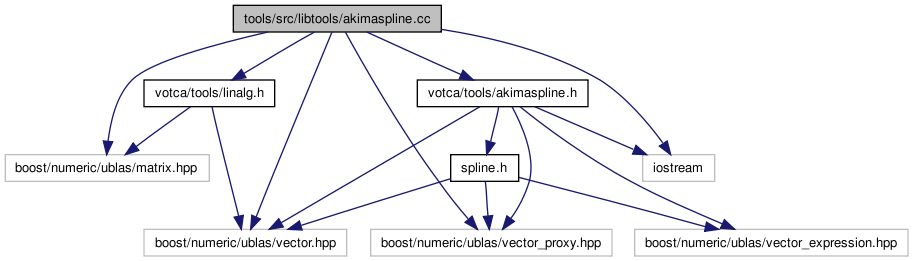 tools/src/libtools/akimaspline.cc
votca/tools/linalg.h
votca/tools/akimaspline.h
boost/numeric/ublas/matrix.hpp
spline.h
iostream
boost/numeric/ublas/vector.hpp
boost/numeric/ublas/vector_proxy.hpp
boost/numeric/ublas/vector_expression.hpp